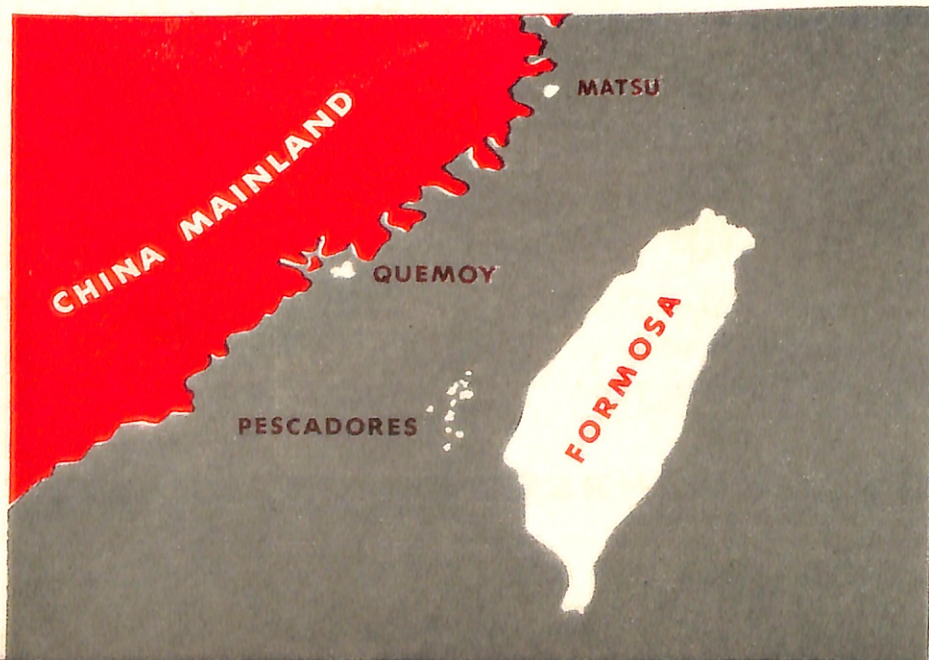 MATSU
CHINA MAINLAND
QUEMOY
FORMOSA
PESCADORES